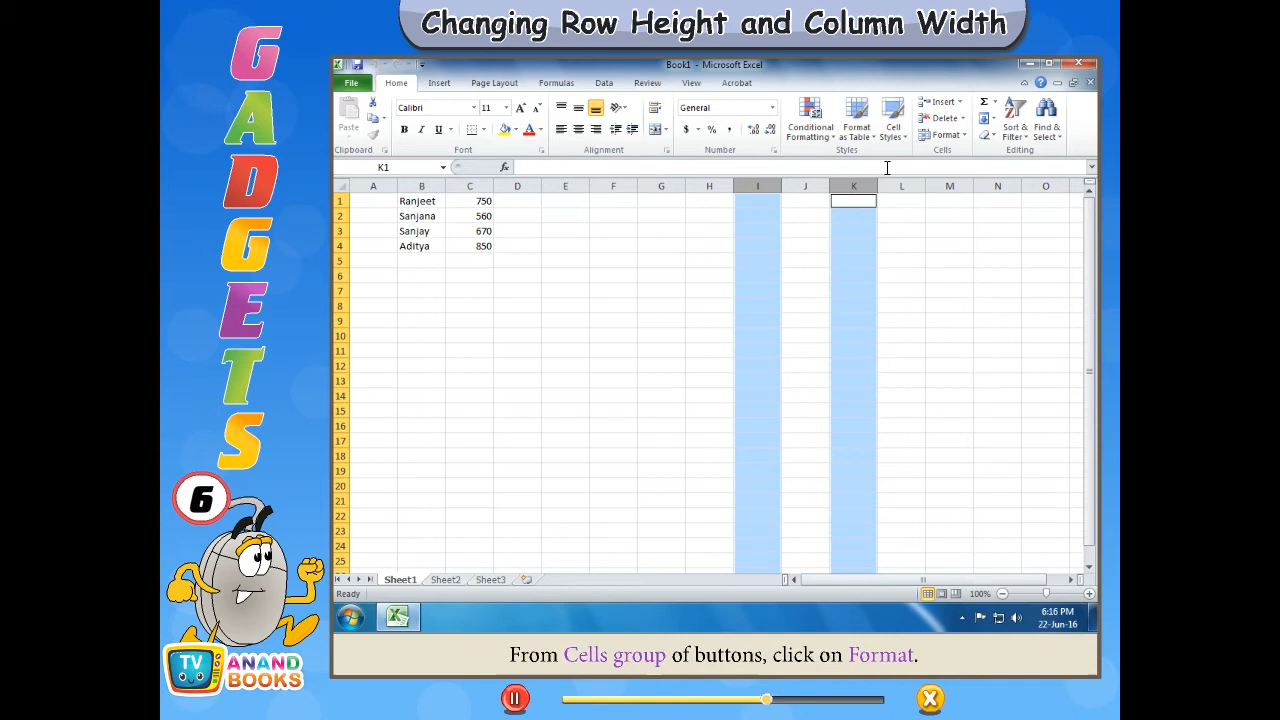 Changing Row Height and Column Width
GADGETS
6
TV
ANAND
BOOKS
Book1 - Microsoft Excel
File Home Insert Page Layout Formulas Data Review View Acrobat
Paste
Calibri 11
B I U
A A
General
$ % ,
Conditional Formatting
Format as Table
Cell Styles
Insert
Delete
Format
Σ
Sort & Filter
Find & Select
Clipboard Font Alignment Number Styles Cells Editing
K1 fx
A B C D E F G H I J K L M N O
1 Ranjeet 750
2 Sanjana 560
3 Sanjay 670
4 Aditya 850
5
6
7
8
9
10
11
12
13
14
15
16
17
18
19
20
21
22
23
24
25
Sheet1 Sheet2 Sheet3
Ready 100%
6:16 PM
22-Jun-16
From Cells group of buttons, click on Format.